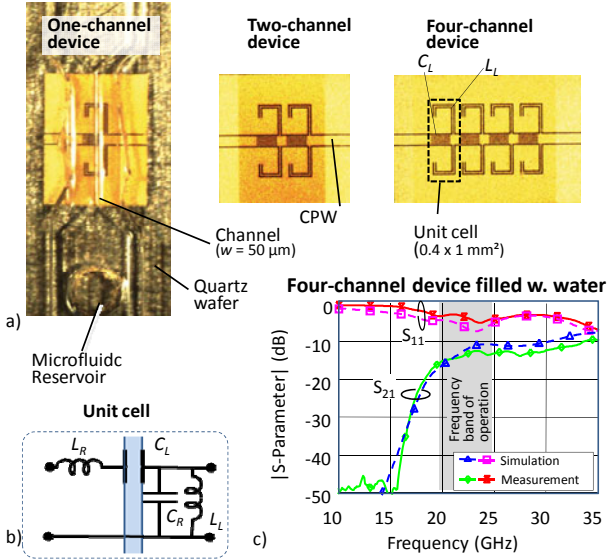 One-channel
device
Two-channel
device
Four-channel
device
C_L
L_L
CPW
Channel
(w = 50 μm)
Unit cell
(0.4 x 1 mm²)
Quartz
wafer
a)
Microfluidc
Reservoir
Four-channel device filled w. water
0
-10
-20
-30
-40
-50
|S-Parameter| (dB)
S₁₁
S₂₁
Frequency
band of
operation
Simulation
Measurement
10
15
20
25
30
35
Frequency (GHz)
c)
Unit cell
L_R
C_L
C_R
L_L
b)